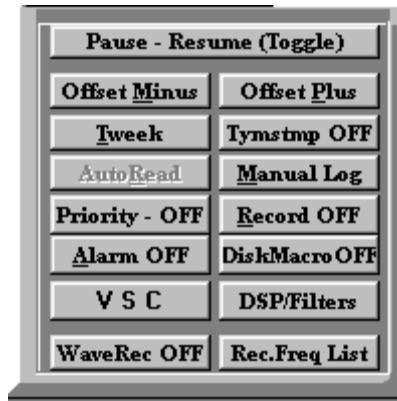 Pause - Resume (Toggle)
Offset Minus Offset Plus
Tweek Tymstmp OFF
AutoRead Manual Log
Priority - OFF Record OFF
Alarm OFF DiskMacro OFF
V S C DSP/Filters
WaveRec OFF Rec.Freq List